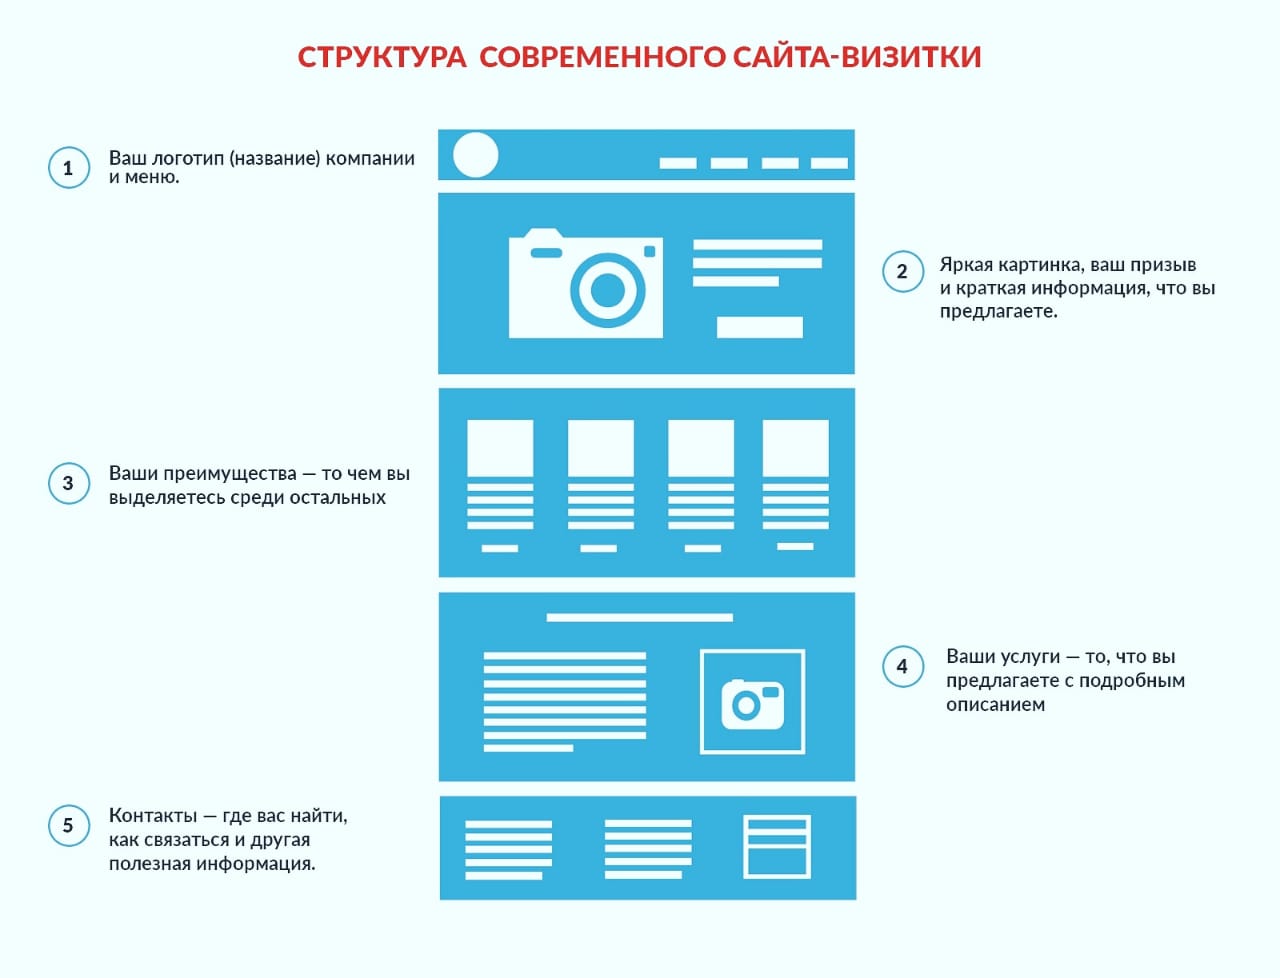 СТРУКТУРА СОВРЕМЕННОГО САЙТА-ВИЗИТКИ
1
Ваш логотип (название) компании
и меню.
2
Яркая картинка, ваш призыв
и краткая информация, что вы
предлагаете.
3
Ваши преимущества — то чем вы
выделяетесь среди остальных
4
Ваши услуги — то, что вы
предлагаете с подробным
описанием
5
Контакты — где вас найти,
как связаться и другая
полезная информация.